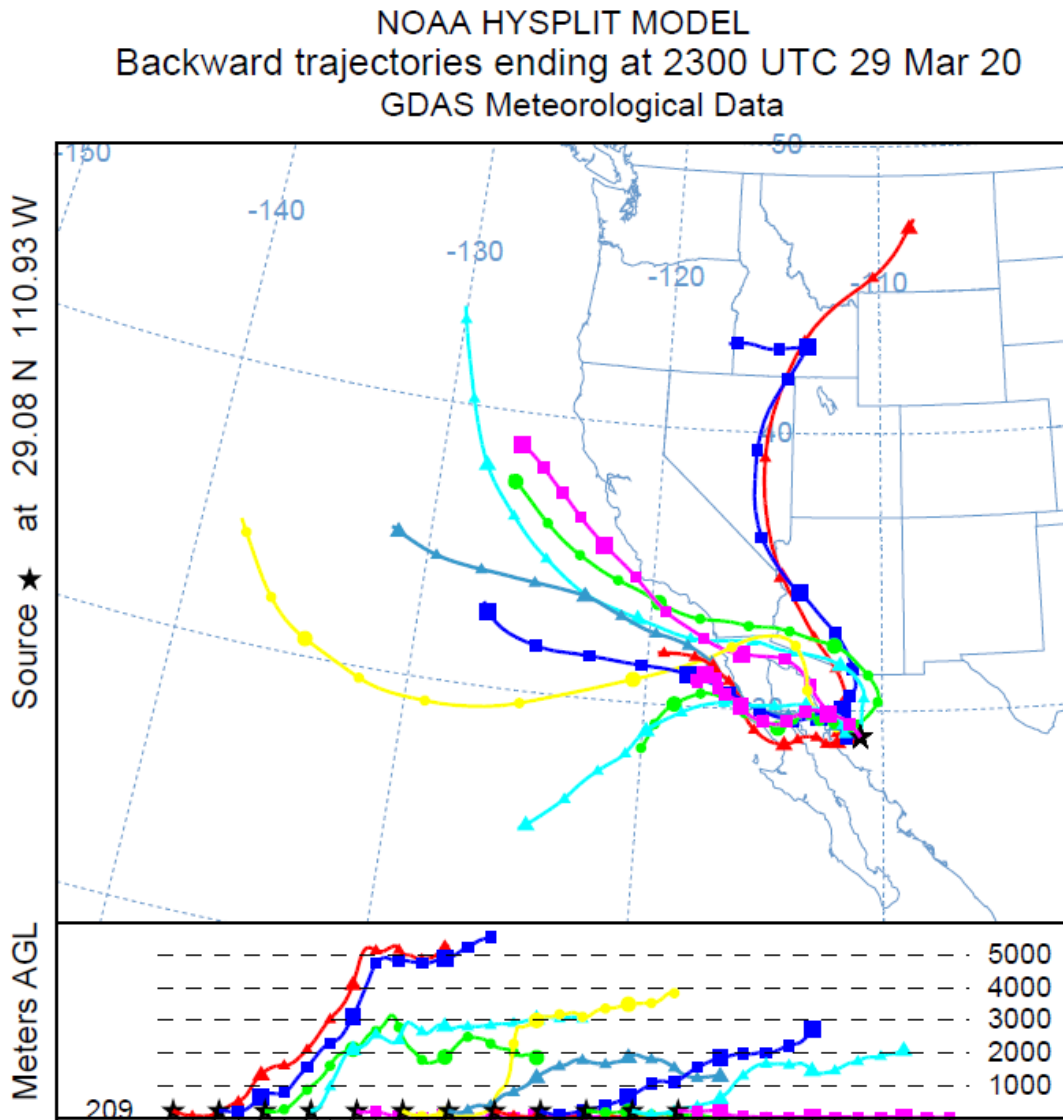 NOAA HYSPLIT MODEL
Backward trajectories ending at 2300 UTC 29 Mar 20
GDAS Meteorological Data
Source ★ at 29.08 N 110.93 W
-150
-140
-130
-120
-110
50
40
30
Meters AGL
209
5000
4000
3000
2000
1000